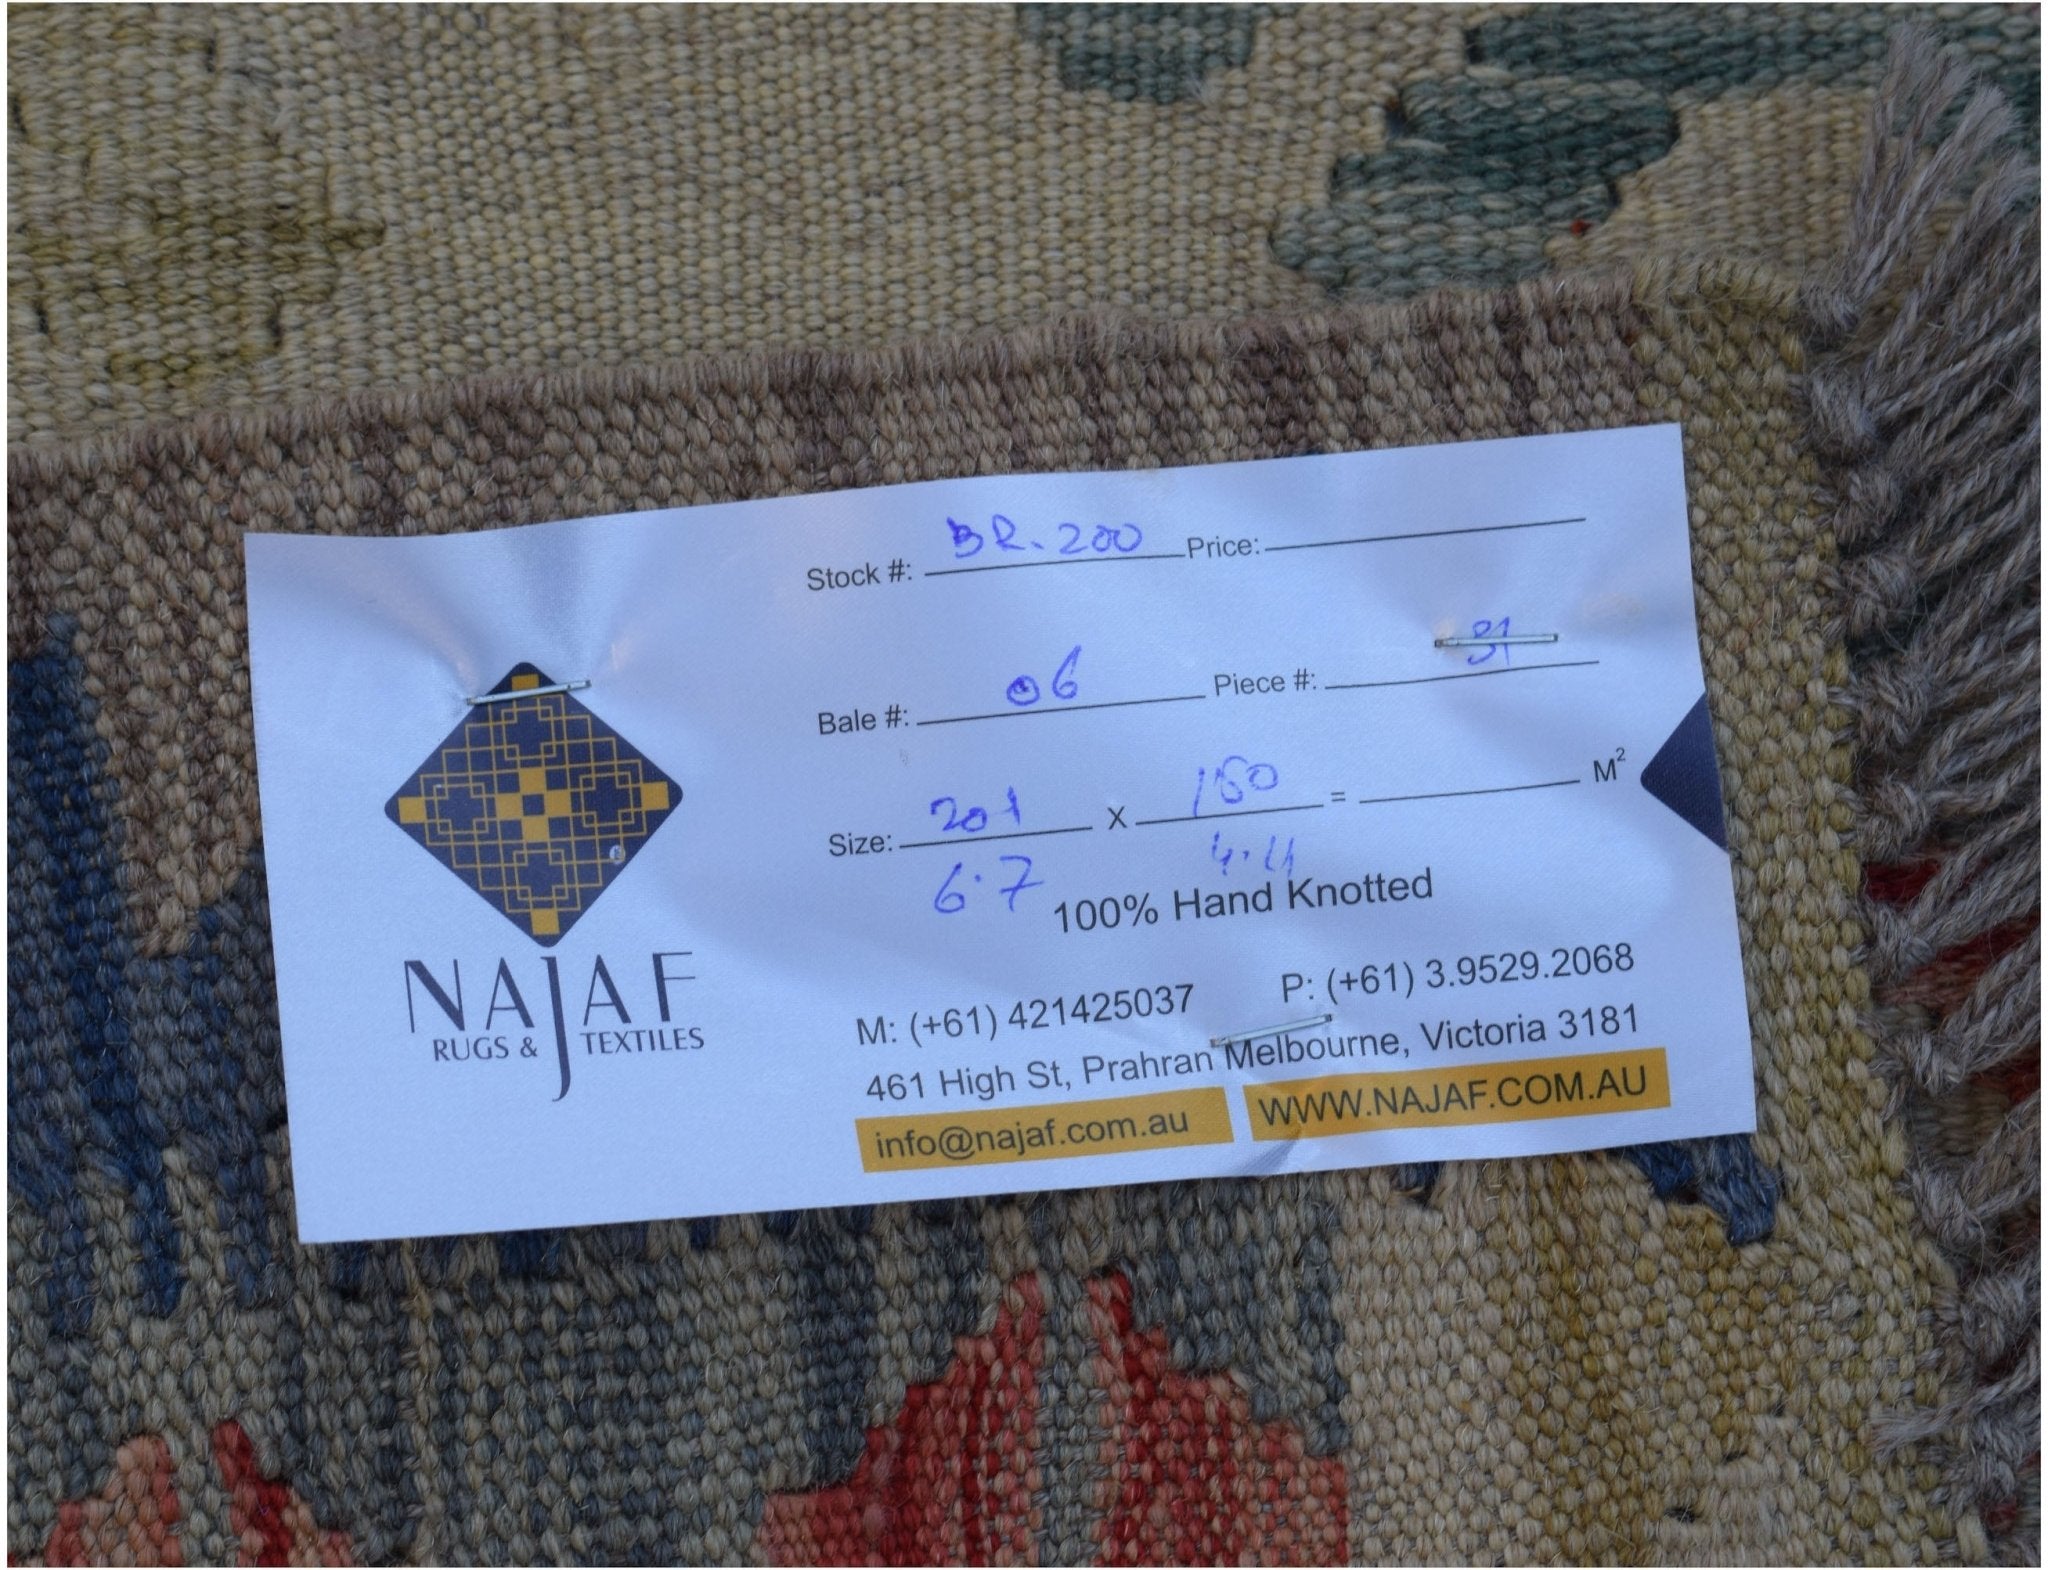 Stock #: BR.200 Price:
Bale #: 06 Piece #: 31
Size: 201 X 150 = M²
6.7 4.11
100% Hand Knotted
M: (+61) 421425037 P: (+61) 3.9529.2068
461 High St, Prahran Melbourne, Victoria 3181
info@najaf.com.au WWW.NAJAF.COM.AU
NAJAF
RUGS & TEXTILES